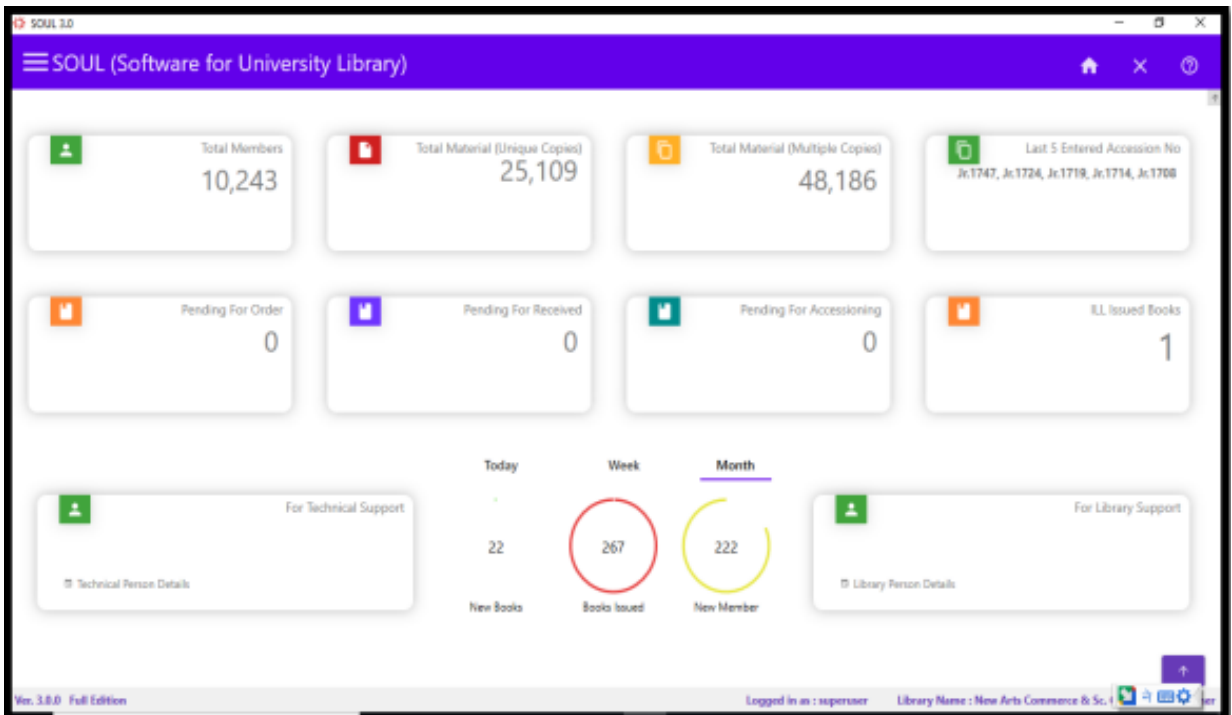 SOUL 3.0
SOUL (Software for University Library)
Total Members
10,243
Total Material (Unique Copies)
25,109
Total Material (Multiple Copies)
48,186
Last 5 Entered Accession No
Jr.1747, Jr.1724, Jr.1719, Jr.1714, Jr.1708
Pending For Order
0
Pending For Received
0
Pending For Accessioning
0
ILL Issued Books
1
Today Week Month
For Technical Support
Technical Person Details
22 267 222
New Books Books Issued New Member
For Library Support
Library Person Details
Ver. 3.0.0 Full Edition
Logged in as : superuser
Library Name : New Arts Commerce & Sc.